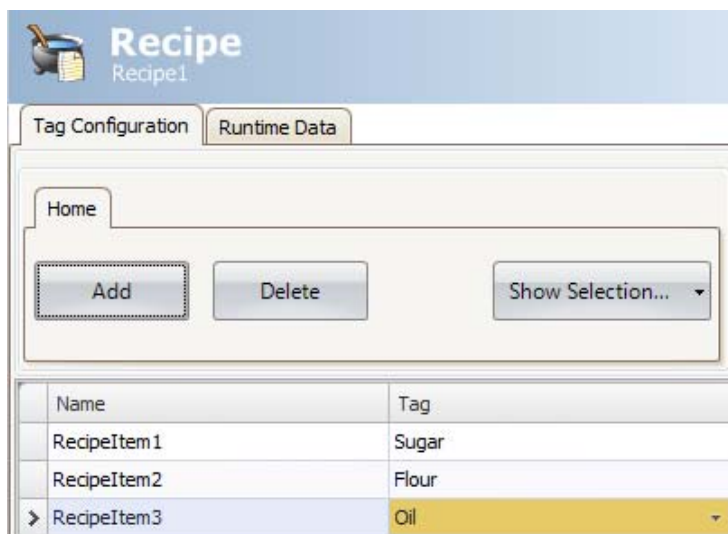 Recipe
Recipe1
Tag Configuration Runtime Data
Home
Add Delete Show Selection...
Name Tag
RecipeItem1 Sugar
RecipeItem2 Flour
RecipeItem3 Oil